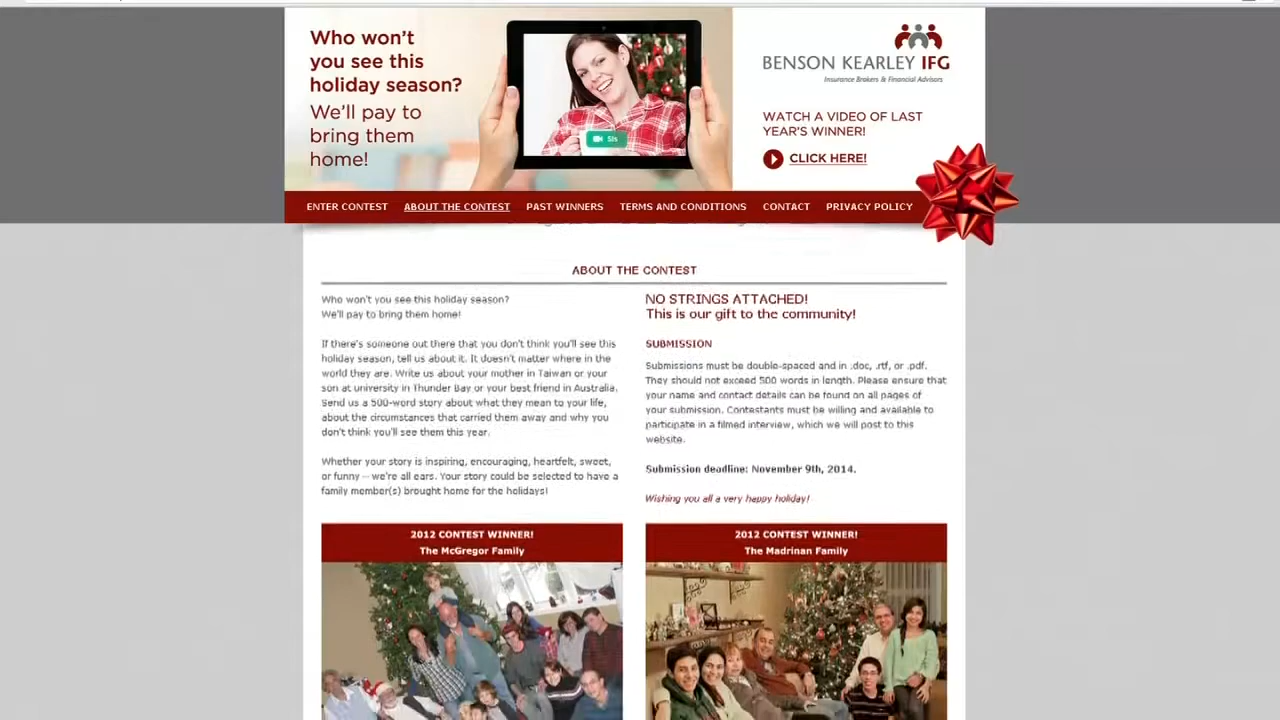 Who won't
you see this
holiday season?
We'll pay to
bring them
home!
SIS
BENSON KEARLEY IFG
Insurance Brokers & Financial Advisors
WATCH A VIDEO OF LAST
YEAR'S WINNER!
CLICK HERE!
ENTER CONTEST ABOUT THE CONTEST PAST WINNERS TERMS AND CONDITIONS CONTACT PRIVACY POLICY
ABOUT THE CONTEST
Who won't you see this holiday season?
We'll pay to bring them home!
If there's someone out there that you don't think you'll see this
holiday season, tell us about it. It doesn't matter where in the
world they are. Write us about your mother in Taiwan or your
son at university in Thunder Bay or your best friend in Australia.
Send us a 500-word story about what they mean to your life,
about the circumstances that carried them away and why you
don't think you'll see them this year.
Whether your story is inspiring, encouraging, heartfelt, sweet,
or funny – we're all ears. Your story could be selected to have a
family member(s) brought home for the holidays!
NO STRINGS ATTACHED!
This is our gift to the community!
SUBMISSION
Submissions must be double-spaced and in .doc, .rtf, or .pdf.
They should not exceed 500 words in length. Please ensure that
your name and contact details can be found on all pages of
your submission. Contestants must be willing and available to
participate in a filmed interview, which we will post to this
website.
Submission deadline: November 9th, 2014.
Wishing you all a very happy holiday!
2012 CONTEST WINNER!
The McGregor Family
2012 CONTEST WINNER!
The Madrinan Family